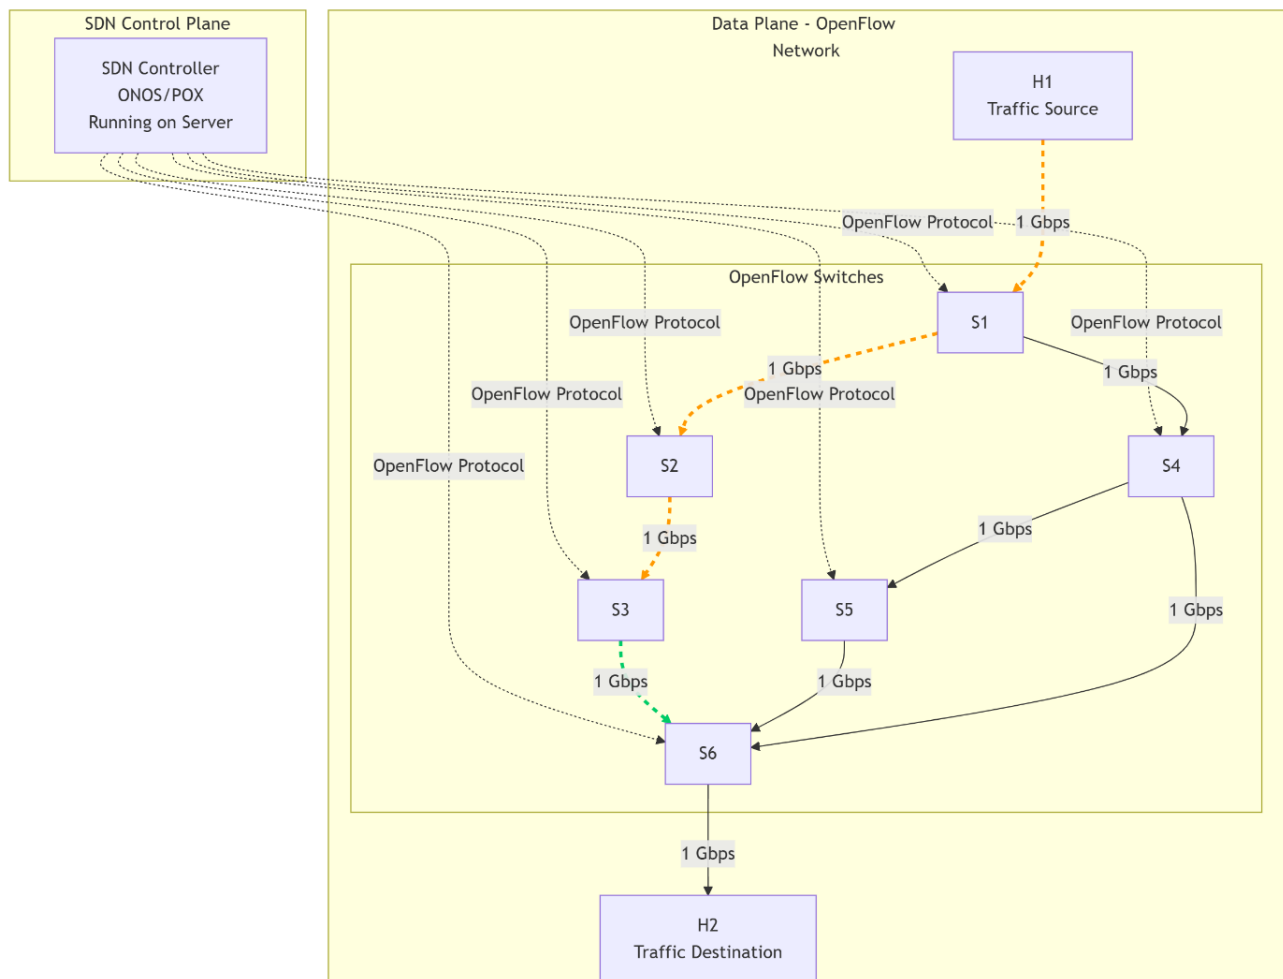 SDN Control Plane
SDN Controller
ONOS/POX
Running on Server
Data Plane - OpenFlow
Network
H1
Traffic Source
OpenFlow Protocol
1 Gbps
OpenFlow Switches
S1
OpenFlow Protocol
OpenFlow Protocol
1 Gbps
1 Gbps
OpenFlow Protocol
OpenFlow Protocol
OpenFlow Protocol
S2
S4
1 Gbps
1 Gbps
S3
S5
1 Gbps
1 Gbps
1 Gbps
S6
1 Gbps
H2
Traffic Destination